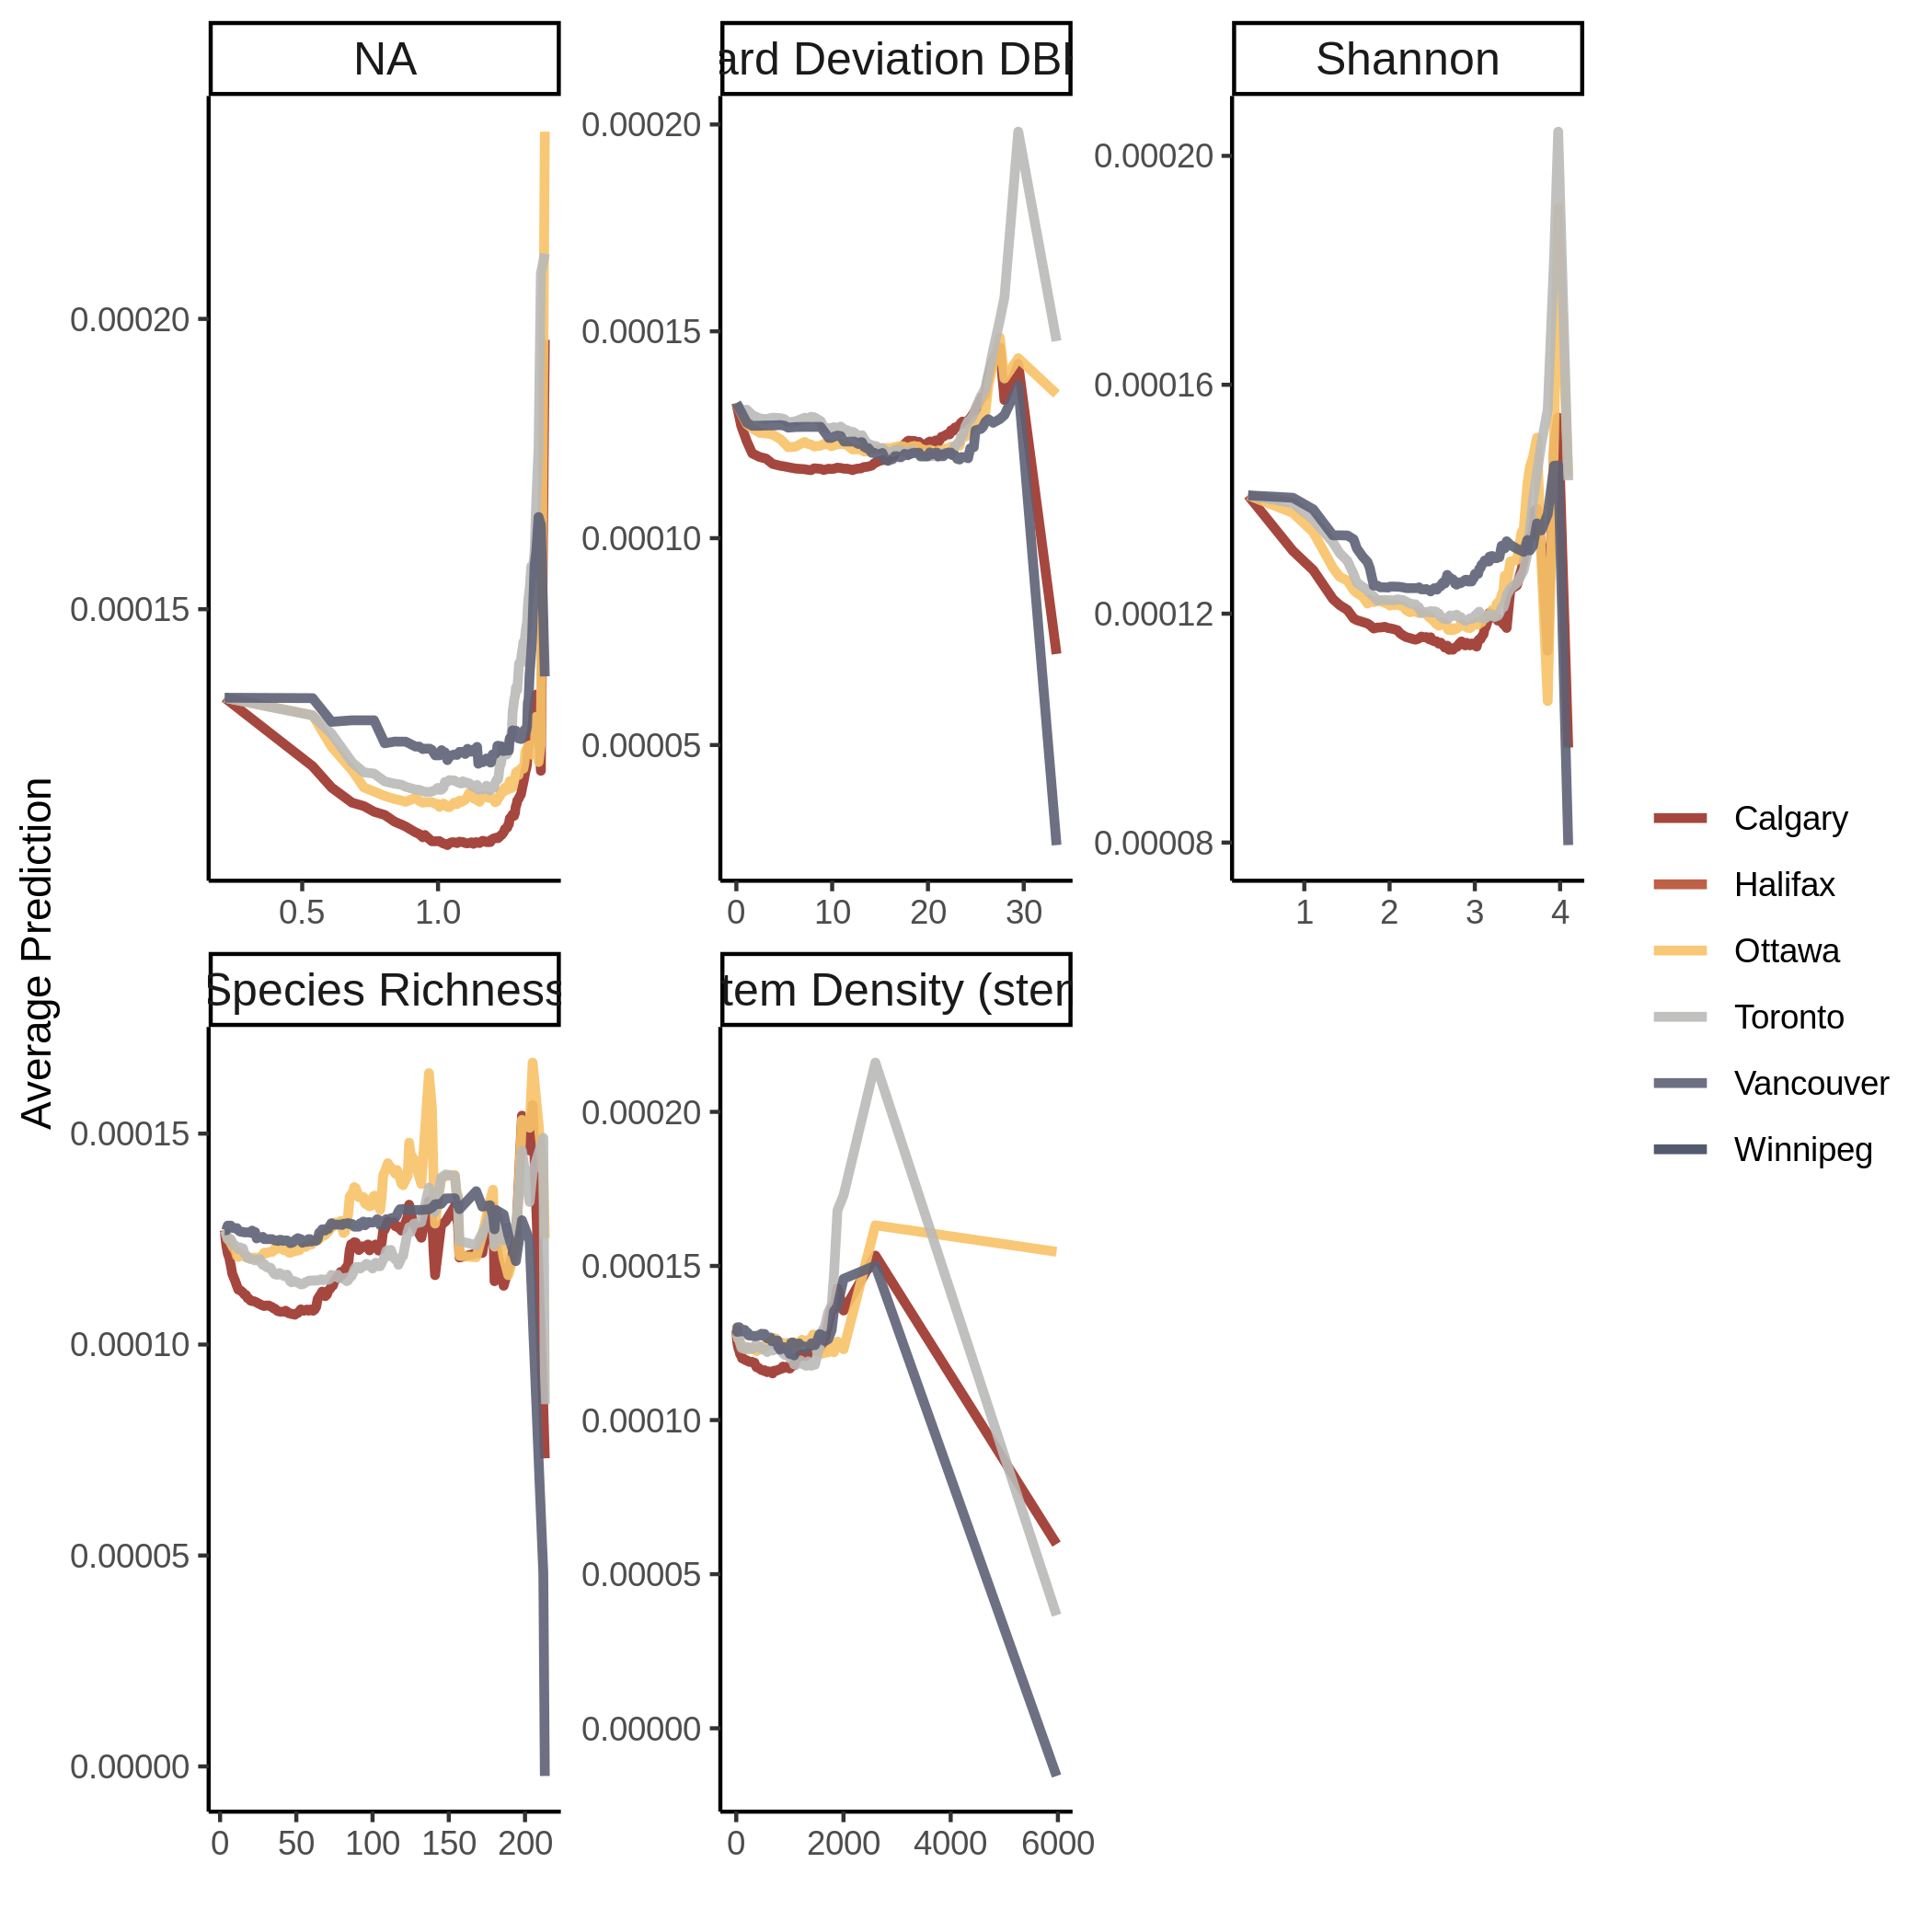 NA
ard Deviation DB
Shannon
0.00020
0.00015
0.00020
0.00015
0.00010
0.00005
0.00020
0.00016
0.00012
0.00008
0.5 1.0
0 10 20 30
1 2 3 4
Average Prediction
Species Richness
tem Density (ster
0.00015
0.00010
0.00005
0.00000
0.00020
0.00015
0.00010
0.00005
0.00000
0 50 100 150 200
0 2000 4000 6000
Calgary
Halifax
Ottawa
Toronto
Vancouver
Winnipeg